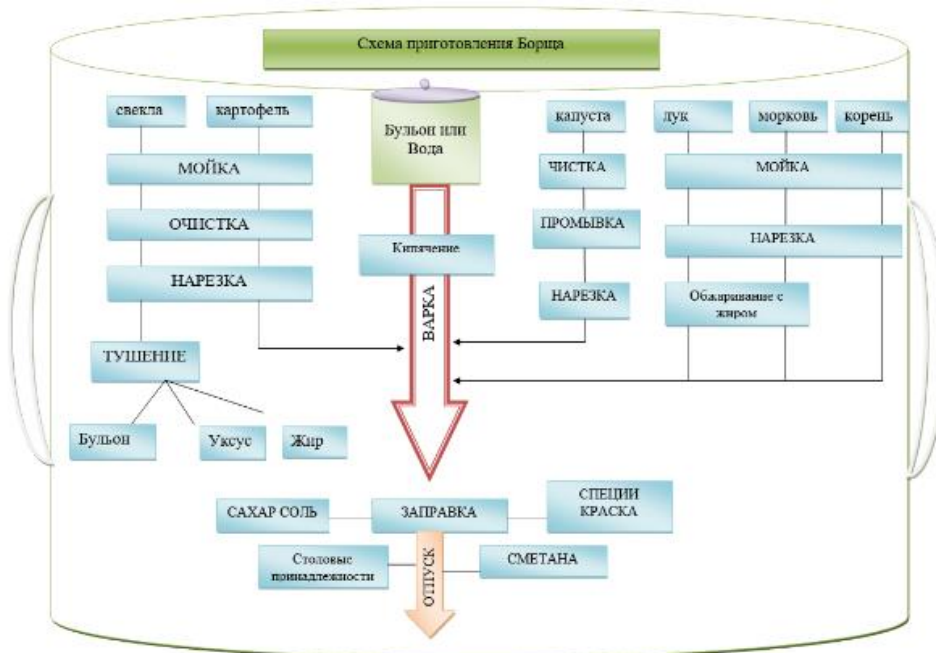 Схема приготовления Борща
свекла
картофель
Бульон или
Вода
капуста
лук
морковь
корень
МОЙКА
ЧИСТКА
МОЙКА
ОЧИСТКА
ПРОМЫВКА
НАРЕЗКА
Кипячение
НАРЕЗКА
НАРЕЗКА
Обжаривание с
жиром
ВАРКА
ТУШЕНИЕ
Бульон
Уксус
Жир
САХАР СОЛЬ
ЗАПРАВКА
СПЕЦИИ
КРАСКА
Столовые
принадлежности
ОТПУСК
СМЕТАНА